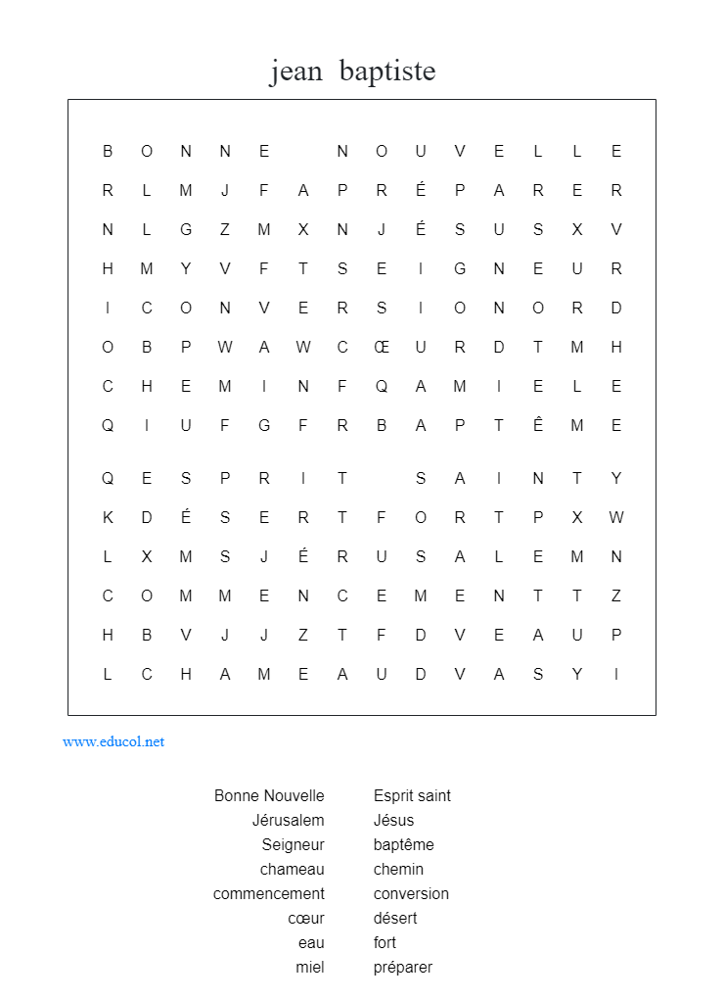 jean baptiste
B O N N E   N O U V E L L E
R L M J F A P R É P A R E R
N L G Z M X N J É S U S X V
H M Y V F T S E I G N E U R
I C O N V E R S I O N O R D
O B P W A W C Œ U R D T M H
C H E M I N F Q A M I E L E
Q I U F G F R B A P T Ê M E
Q E S P R I T   S A I N T Y
K D É S E R T F O R T P X W
L X M S J É R U S A L E M N
C O M M E N C E M E N T T Z
H B V J J Z T F D V E A U P
L C H A M E A U D V A S Y I
www.educol.net
Bonne Nouvelle Esprit saint
Jérusalem Jésus
Seigneur baptême
chameau chemin
commencement conversion
cœur désert
eau fort
miel préparer